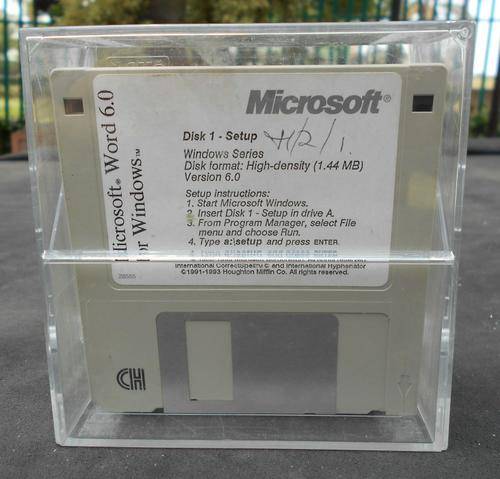 Microsoft® Word 6.0
for Windows™
Microsoft®
Disk 1 - Setup
Windows Series
Disk format: High-density (1.44 MB)
Version 6.0
Setup instructions:
1. Start Microsoft Windows.
2. Insert Disk 1 - Setup in drive A.
3. From Program Manager, select File
menu and choose Run.
4. Type a:\setup and press ENTER.
International CorrectSpell™ © and International Hyphenator
©1991-1993 Houghton Mifflin Co. All rights reserved.